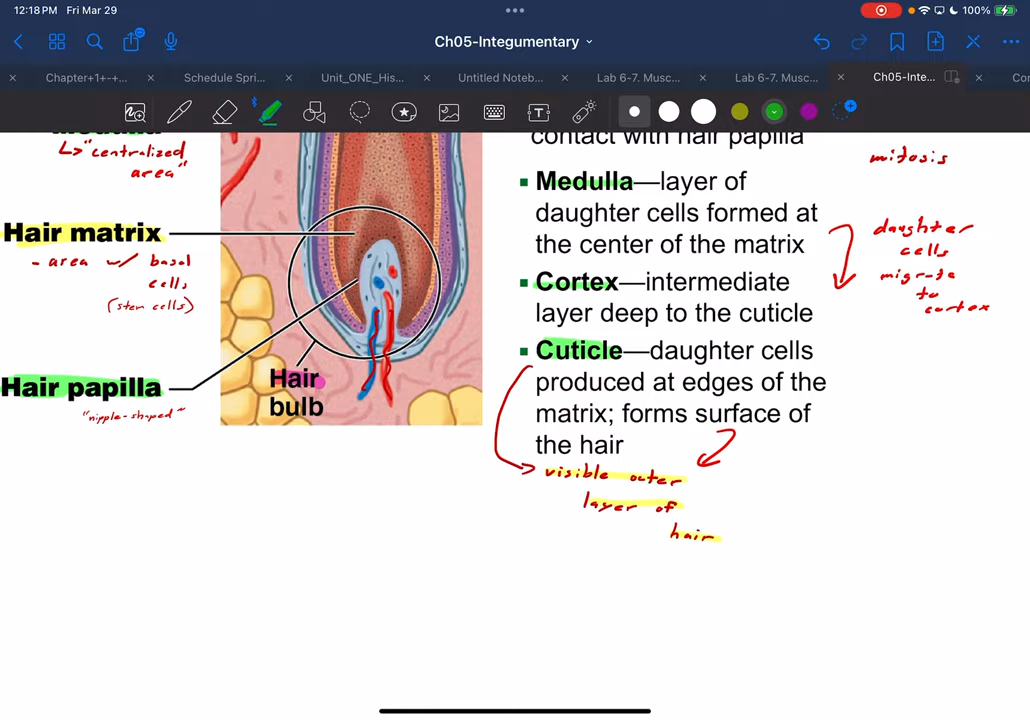 12:18 PM Fri Mar 29
100%
Ch05-Integumentary
Chapter+1+-+...
Schedule Spri...
Unit_ONE_His...
Untitled Noteb...
Lab 6-7. Musc...
Lab 6-7. Musc...
Ch05-Inte...
Con
Medulla
"centralized
area"
Hair matrix
- area w/ basal
cells
(stem cells)
Hair papilla
"nipple-shaped"
Hair
bulb
contact with hair papilla
Medulla—layer of
daughter cells formed at
the center of the matrix
Cortex—intermediate
layer deep to the cuticle
Cuticle—daughter cells
produced at edges of the
matrix; forms surface of
the hair
visible outer
layer of
hair
mitosis
daughter
cells
migrate
to
cortex